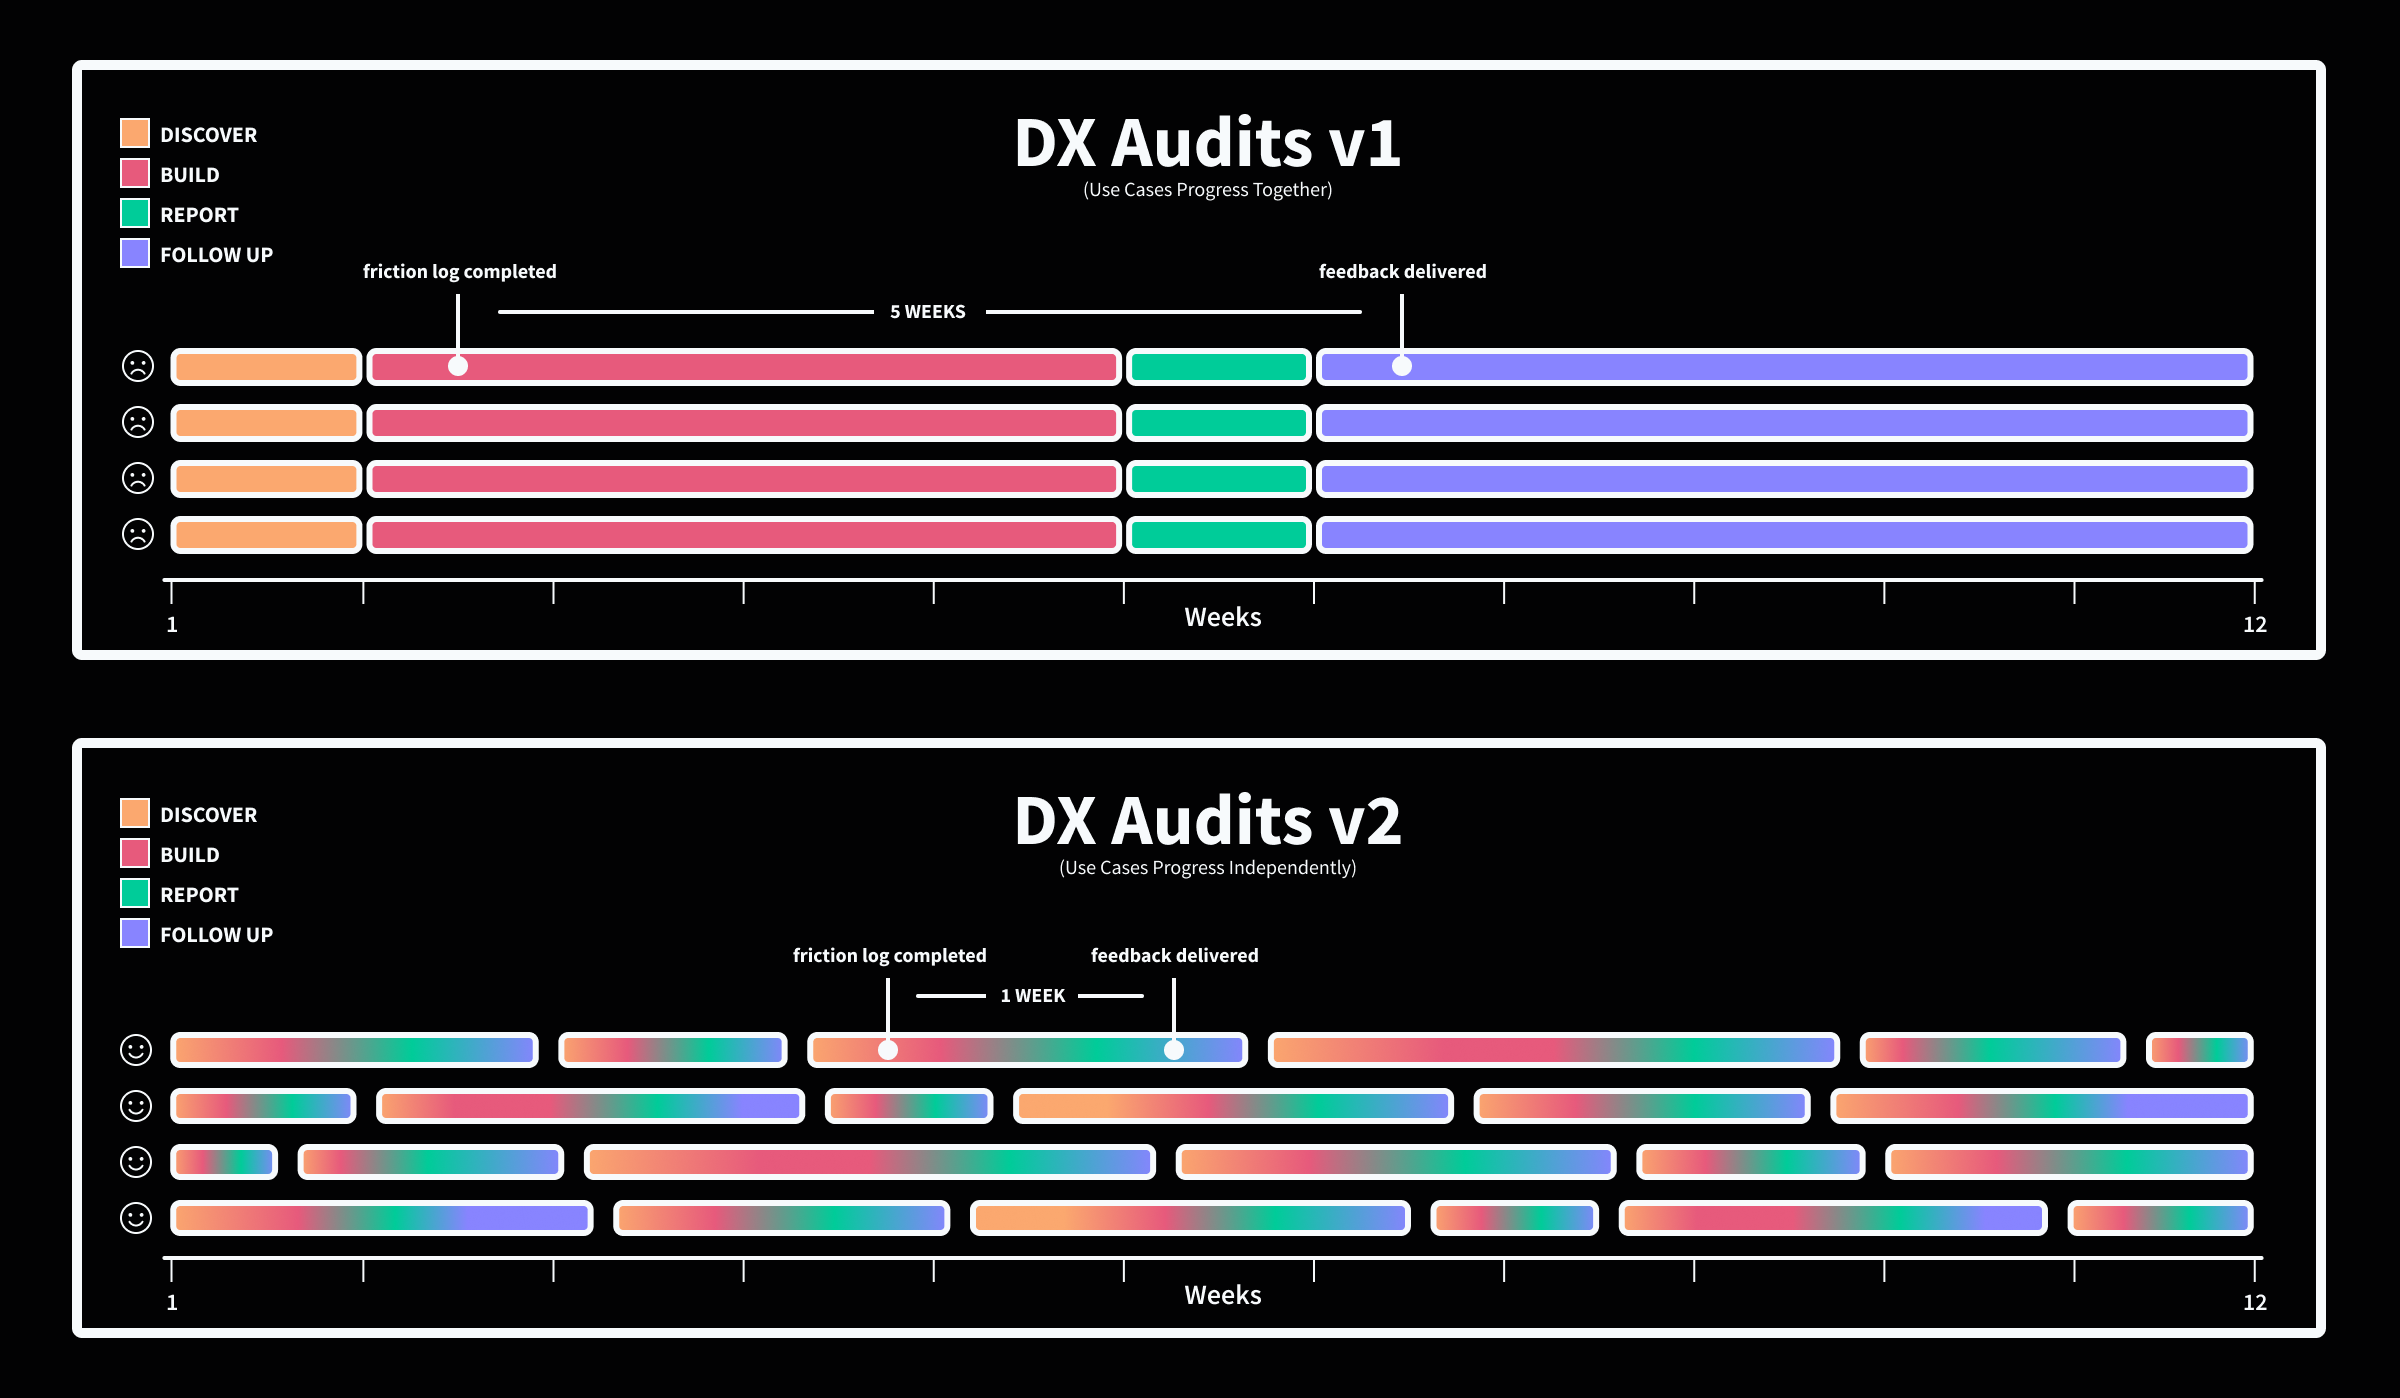 DX Audits v1
(Use Cases Progress Together)
DISCOVER
BUILD
REPORT
FOLLOW UP
friction log completed
feedback delivered
5 WEEKS
1
Weeks
12
DX Audits v2
(Use Cases Progress Independently)
DISCOVER
BUILD
REPORT
FOLLOW UP
friction log completed
feedback delivered
1 WEEK
1
Weeks
12